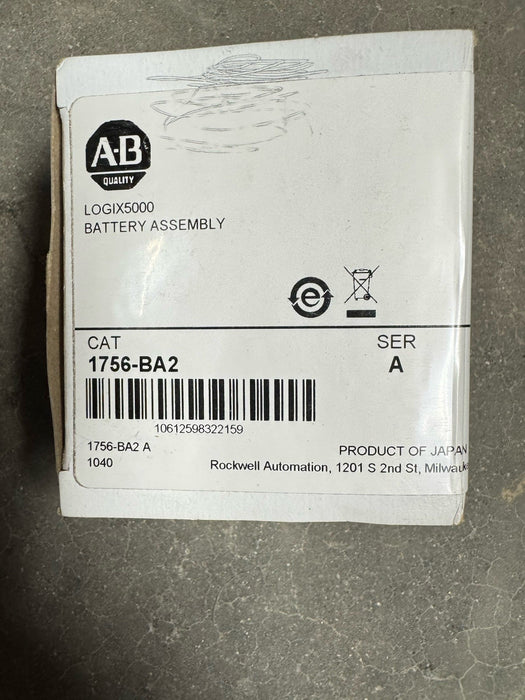 A-B
QUALITY
LOGIX5000
BATTERY ASSEMBLY
e
CAT
SER
1756-BA2
A
10612598322159
1756-BA2 A
PRODUCT OF JAPAN
1040
Rockwell Automation, 1201 S 2nd St, Milwauke